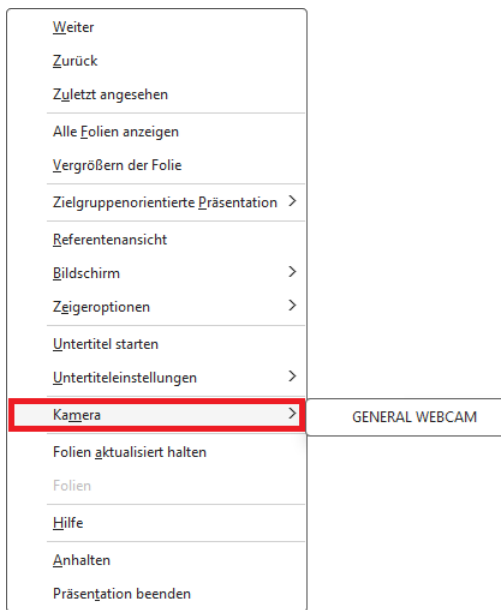 Weiter
Zurück
Zuletzt angesehen
Alle Folien anzeigen
Vergrößern der Folie
Zielgruppenorientierte Präsentation
Referentenansicht
Bildschirm
Zeigeroptionen
Untertitel starten
Untertiteleinstellungen
Kamera
GENERAL WEBCAM
Folien aktualisiert halten
Folien
Hilfe
Anhalten
Präsentation beenden